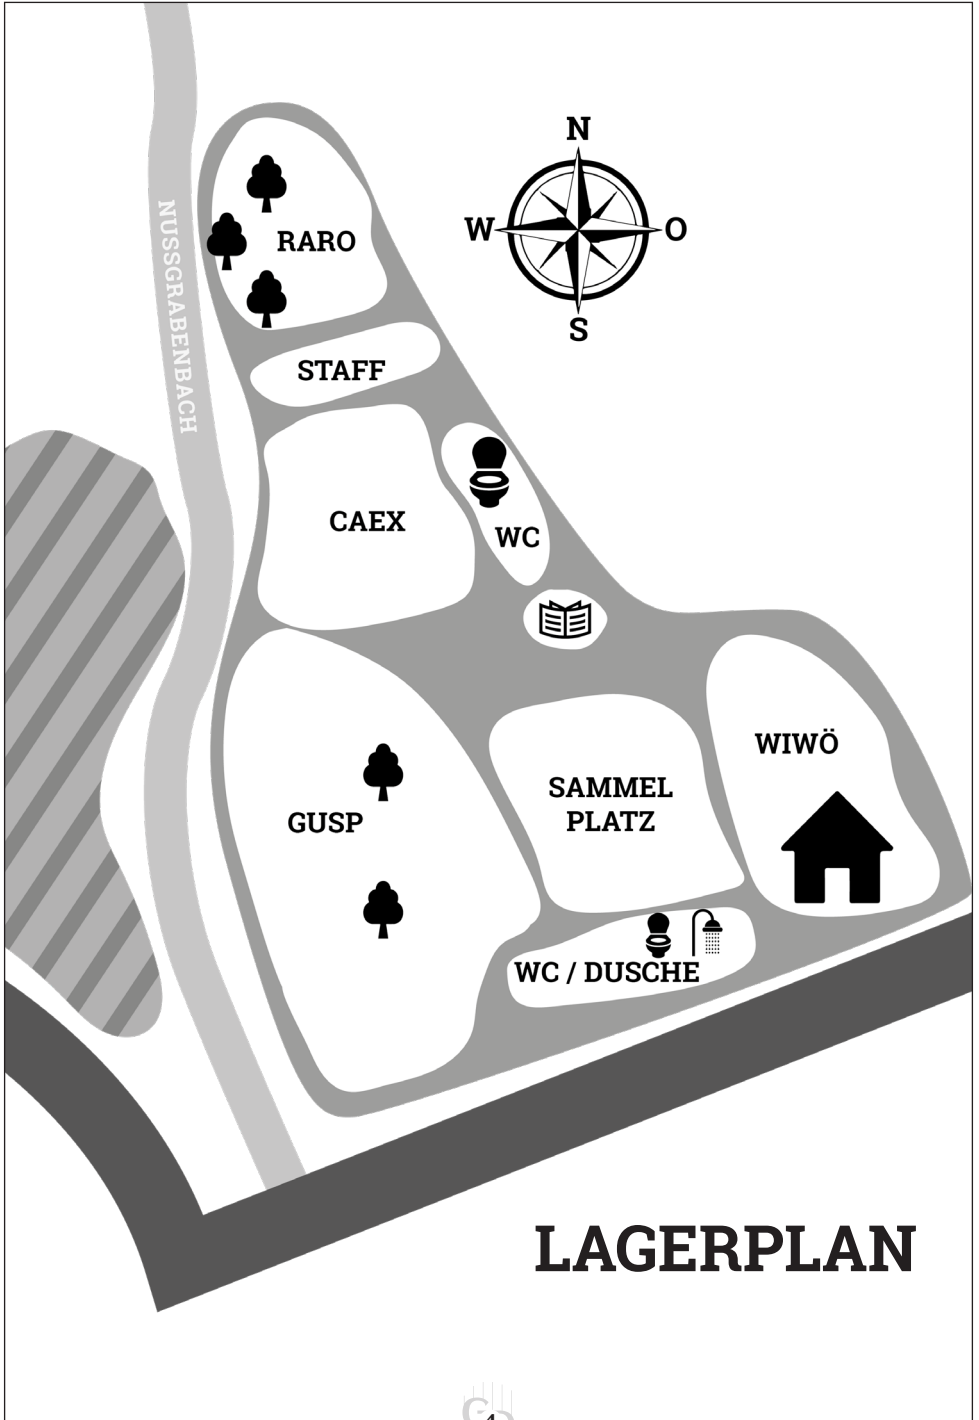 N
W
O
S
NUSSGRABENBACH
RARO
STAFF
CAEX
WC
WIWÖ
SAMMEL
PLATZ
GUSP
WC / DUSCHE
LAGERPLAN